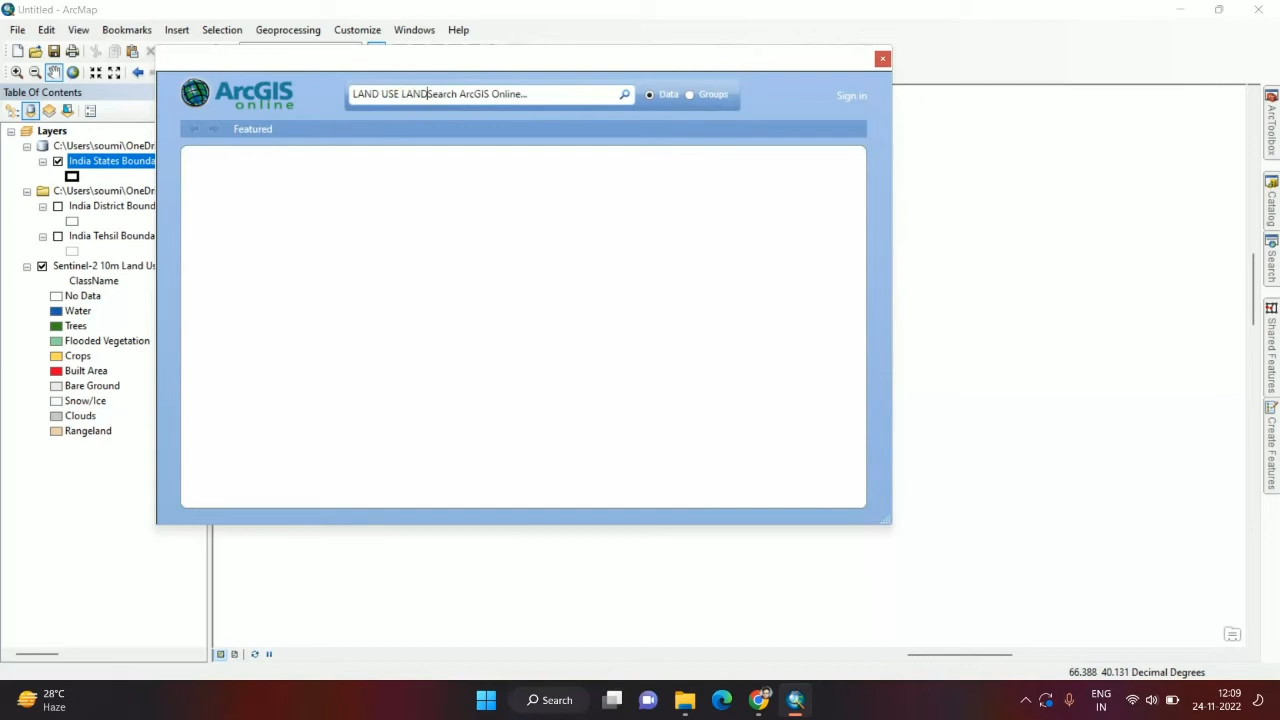 Untitled - ArcMap
File Edit View Bookmarks Insert Selection Geoprocessing Customize Windows Help
Table Of Contents
Layers
C:\Users\soumi\OneDr
India States Bounda
C:\Users\soumi\OneDr
India District Bound
India Tehsil Bounda
Sentinel-2 10m Land Us
ClassName
No Data
Water
Trees
Flooded Vegetation
Crops
Built Area
Bare Ground
Snow/Ice
Clouds
Rangeland
ArcGIS
online
LAND USE LANDSearch ArcGIS Online...
Data Groups
Sign in
Featured
ArcToolbox
Catalog
Search
Shared Features
Create Features
66.388 40.131 Decimal Degrees
28°C
Haze
Search
ENG
IN
12:09
24-11-2022